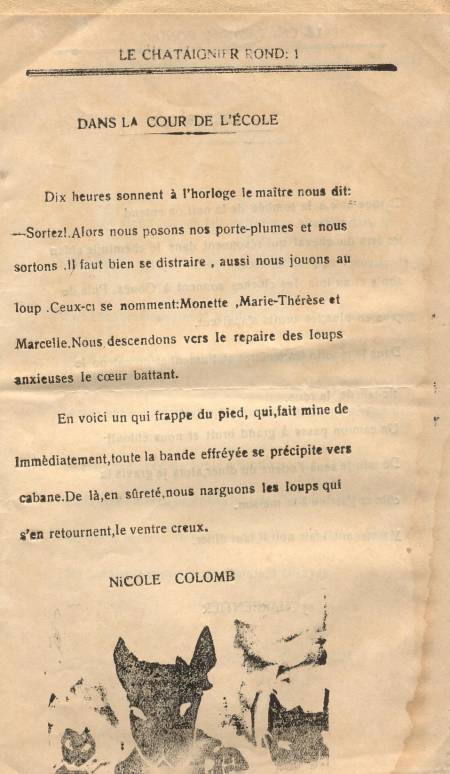 LE CHATÁIGNIER ROND: 1
DANS LA COUR DE L'ÉCOLE
Dix heures sonnent à l'horloge le maître nous dit:
—Sortez!.Alors nous posons nos porte-plumes et nous
sortons .Il faut bien se distraire , aussi nous jouons au
loup .Ceux-ci se nomment:Monette ,Marie-Thérèse et
Marcelle.Nous descendons vers le repaire des loups
anxieuses le cœur battant.
En voici un qui frappe du pied, qui,fait mine de
Immèdiatement,toute la bande effréyée se précipite vers
cabane.De là,en sûreté,nous narguons les loups qui
s'en retournent,le ventre creux.
NiCOLE COLOMB